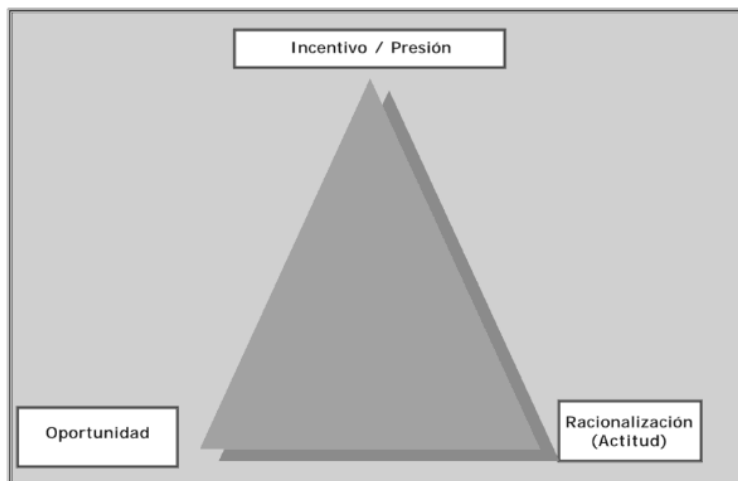 Incentivo / Presión
Oportunidad
Racionalización
(Actitud)